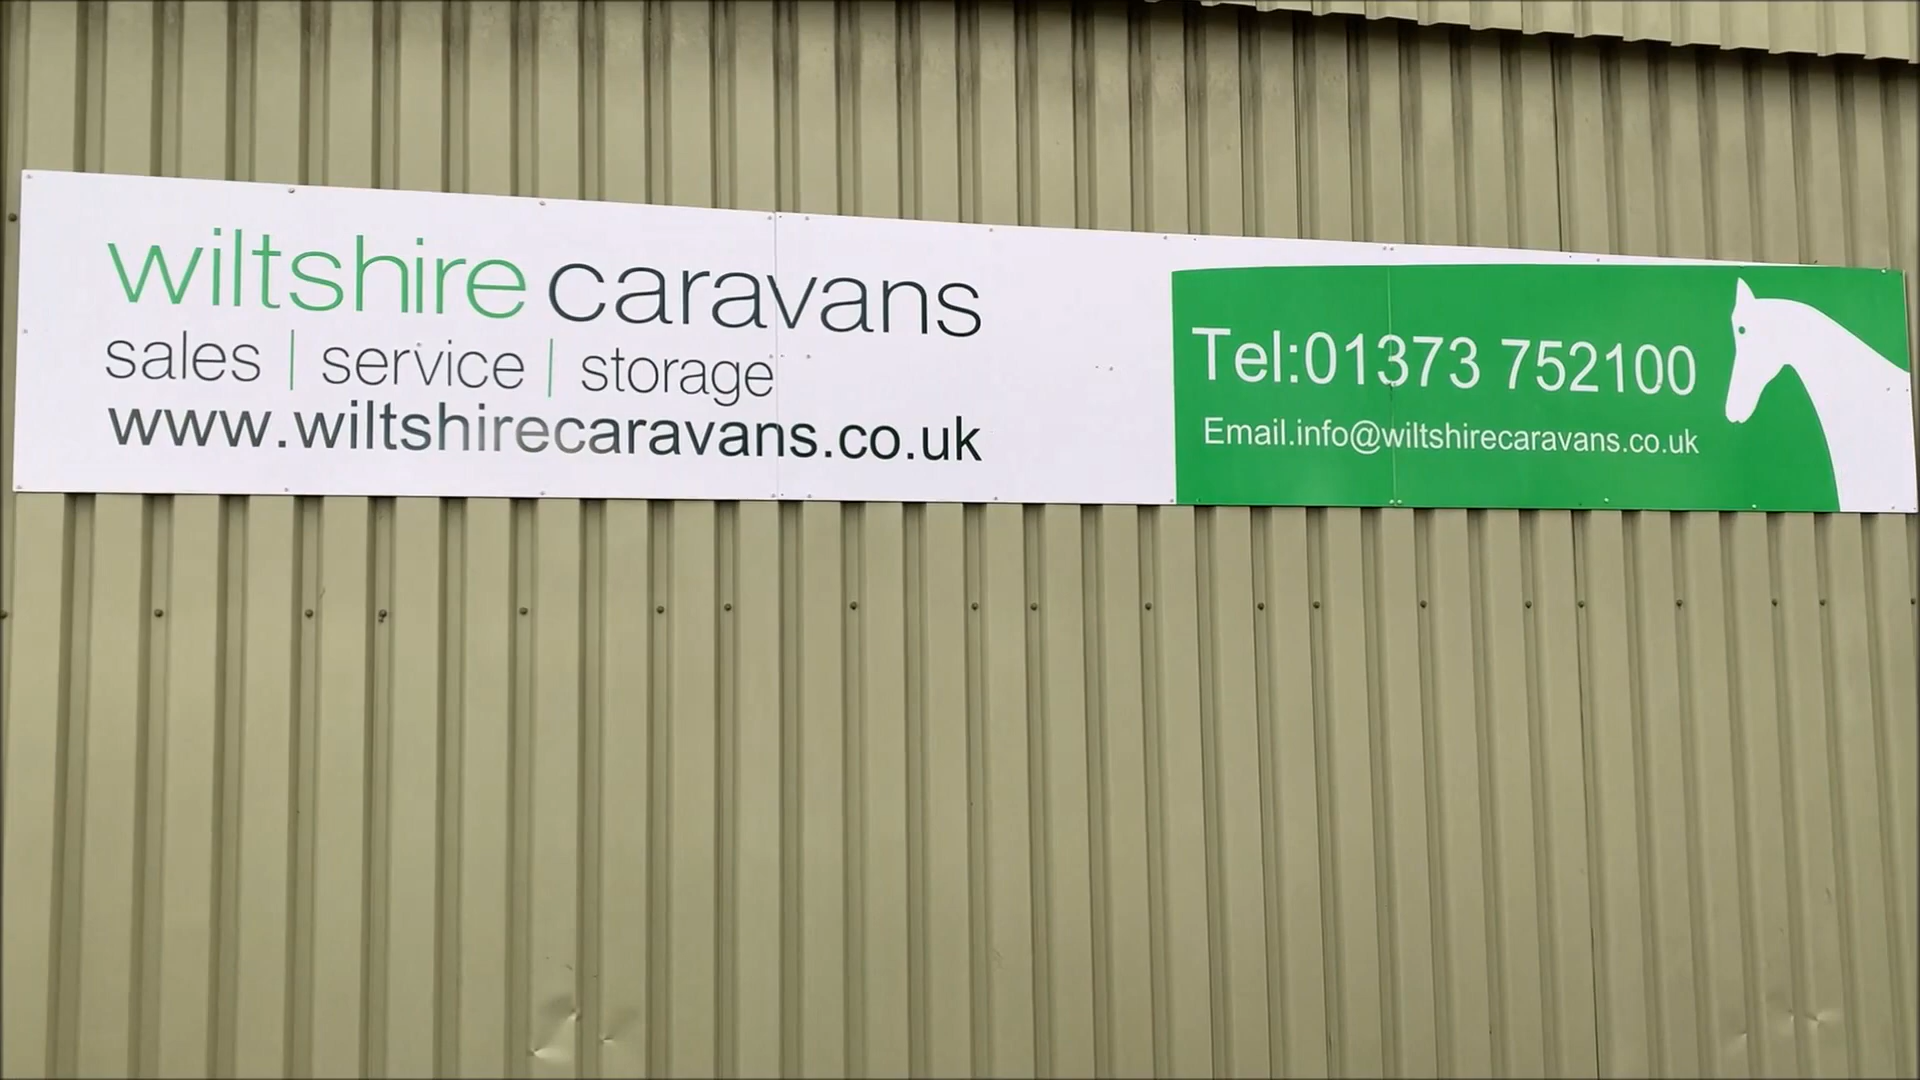 wiltshire caravans
sales | service | storage
www.wiltshirecaravans.co.uk
Tel:01373 752100
Email.info@wiltshirecaravans.co.uk